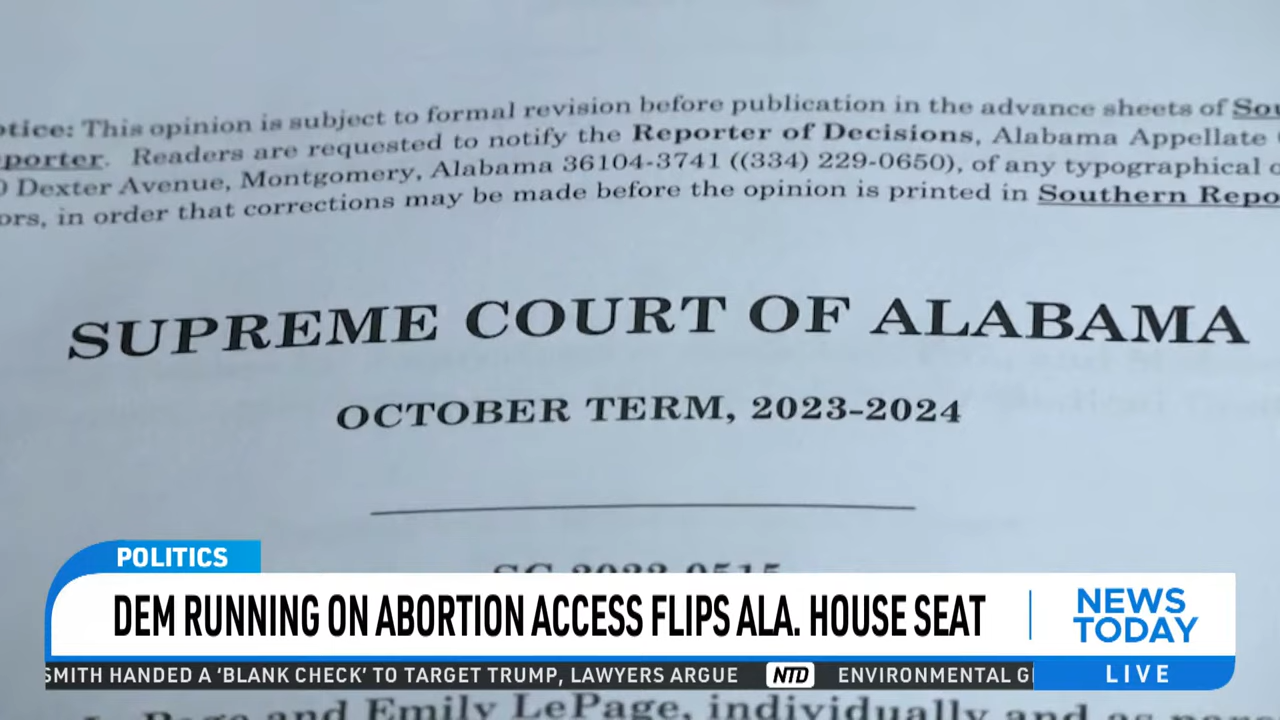 This opinion is subject to formal revision before publication in the advance sheets of
Readers are requested to notify the Reporter of Decisions, Alabama Appellate
Dexter Avenue, Montgomery, Alabama 36104-3741 ((334) 229-0650), of any typographical
in order that corrections may be made before the opinion is printed in Southern
SUPREME COURT OF ALABAMA
OCTOBER TERM, 2023-2024
POLITICS
DEM RUNNING ON ABORTION ACCESS FLIPS ALA. HOUSE SEAT
NEWS
TODAY
SMITH HANDED A ‘BLANK CHECK’ TO TARGET TRUMP, LAWYERS ARGUE NTD ENVIRONMENTAL
LIVE
and Emily LePage, individually and as